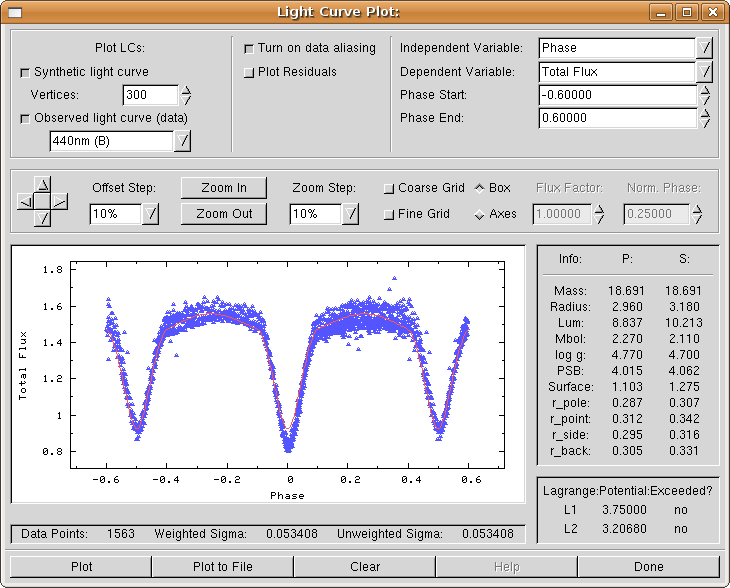 Light Curve Plot:
Plot LCs:
Synthetic light curve
Vertices: 300
Observed light curve (data)
440nm (B)
Turn on data aliasing
Plot Residuals
Independent Variable: Phase
Dependent Variable: Total Flux
Phase Start: -0.60000
Phase End: 0.60000
Offset Step: Zoom In Zoom Step: Coarse Grid Box Flux Factor: Norm. Phase:
10% Zoom Out 10% Fine Grid Axes 1.00000 0.25000
1.8
1.6
1.4
1.2
1
0.8
Total Flux
-0.6 -0.4 -0.2 0 0.2 0.4 0.6
Phase
Info: P: S:
Mass: 18.691 18.691
Radius: 2.960 3.180
Lum: 8.837 10.213
Mbol: 2.270 2.110
log g: 4.770 4.700
PSB: 4.015 4.062
Surface: 1.103 1.275
r_pole: 0.287 0.307
r_point: 0.312 0.342
r_side: 0.295 0.316
r_back: 0.305 0.331
Lagrange:Potential:Exceeded?
L1 3.75000 no
L2 3.20680 no
Data Points: 1563 Weighted Sigma: 0.053408 Unweighted Sigma: 0.053408
Plot Plot to File Clear Help Done